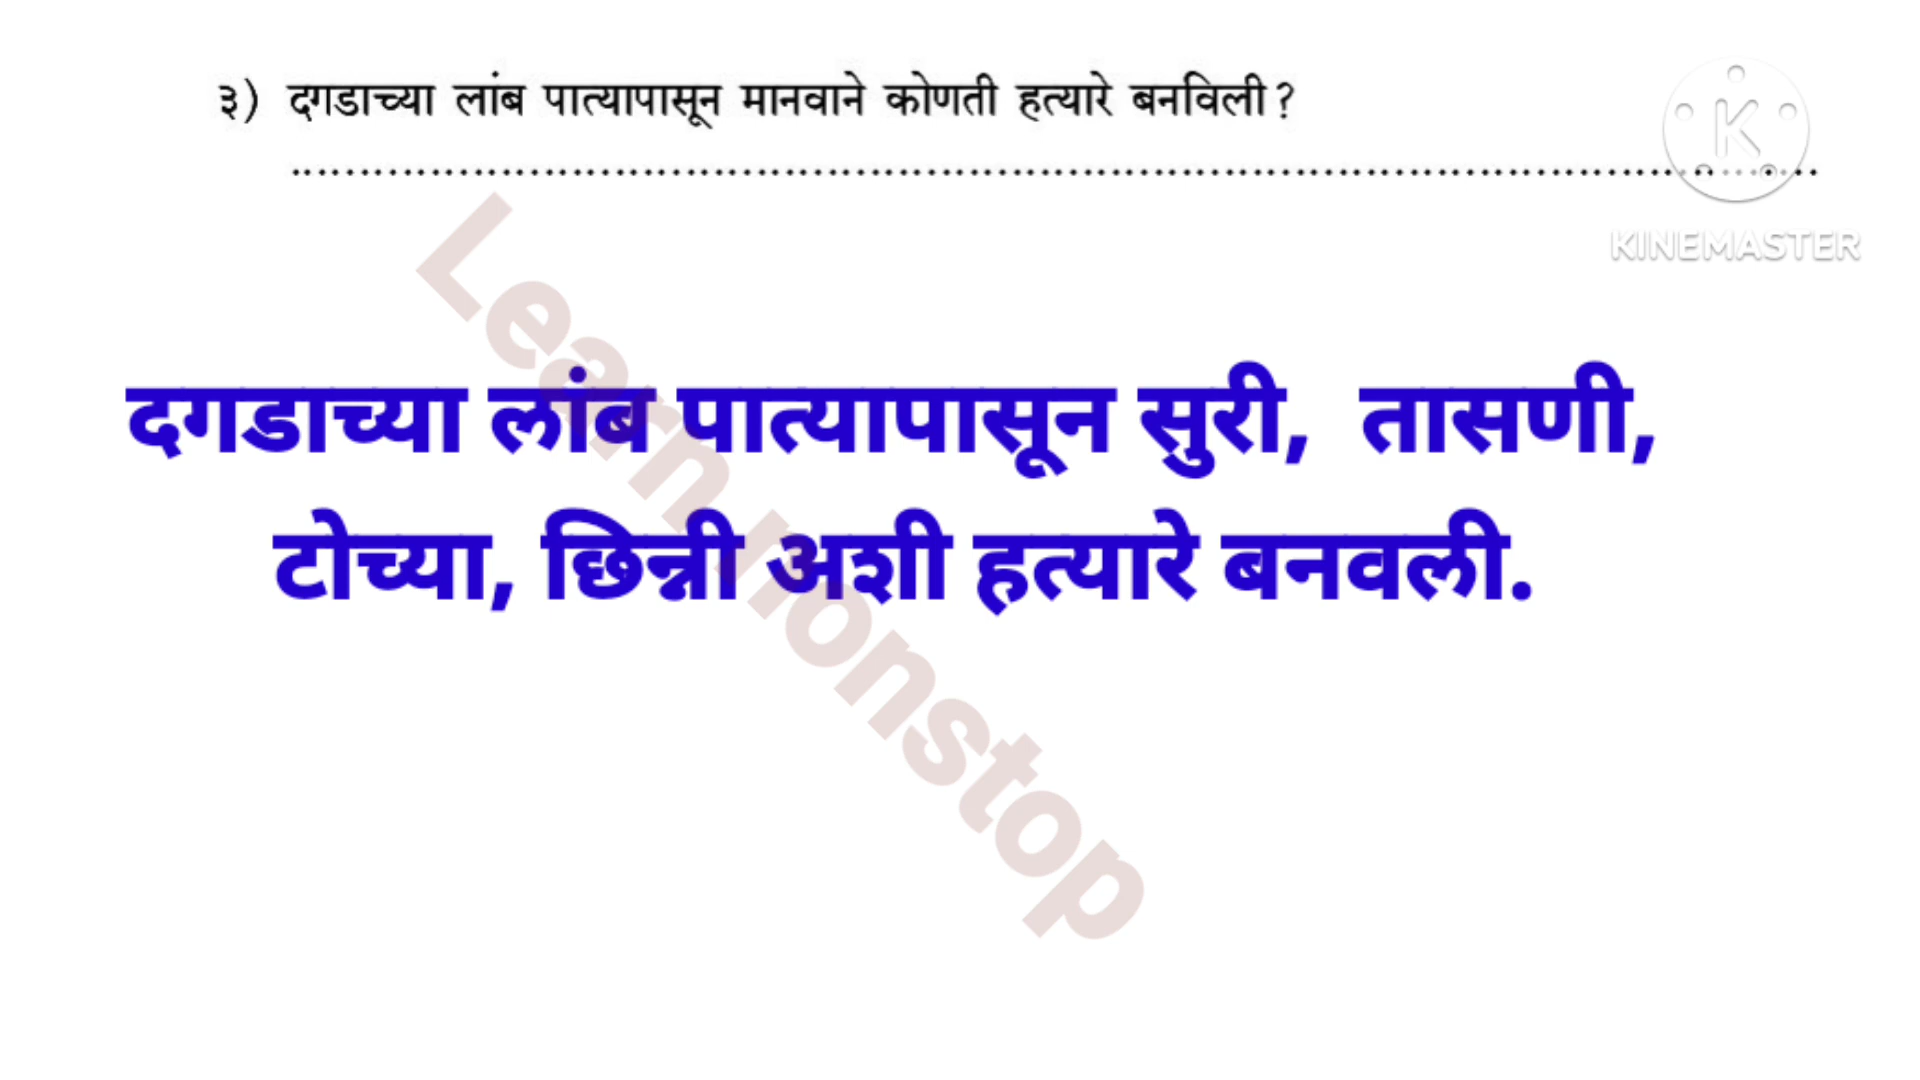 ३) दगडाच्या लांब पात्यापासून मानवाने कोणती हत्यारे बनविली?
K
KINEMASTER
Learn nonstop
दगडाच्या लांब पात्यापासून सुरी, तासणी,
टोच्या, छिन्नी अशी हत्यारे बनवली.